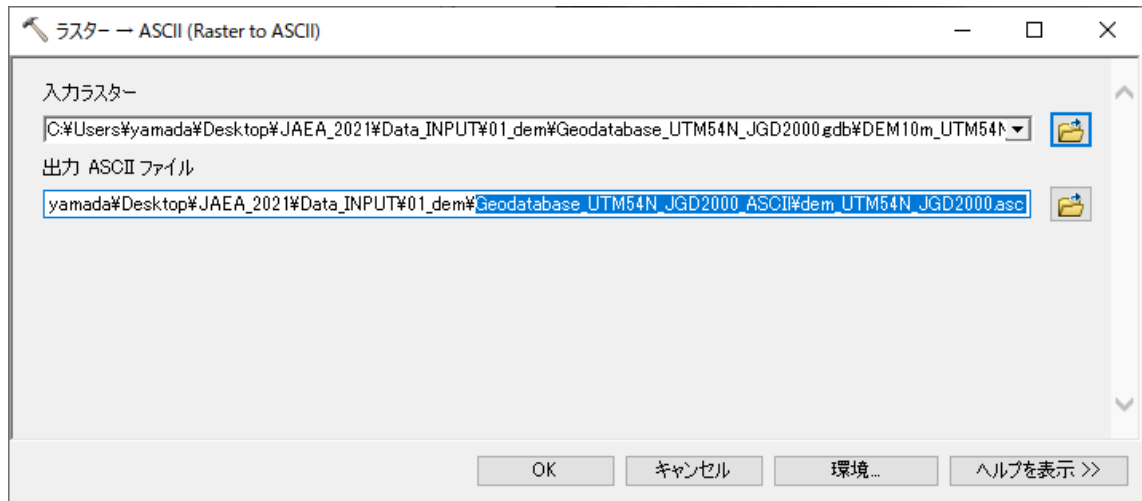 ラスター → ASCII (Raster to ASCII)
入力ラスター
C:¥Users¥yamada¥Desktop¥JAEA_2021¥Data_INPUT¥01_dem¥Geodatabase_UTM54N_JGD2000.gdb¥DEM10m_UTM54N
出力 ASCII ファイル
yamada¥Desktop¥JAEA_2021¥Data_INPUT¥01_dem¥Geodatabase_UTM54N_JGD2000_ASCII¥dem_UTM54N_JGD2000.asc
OK キャンセル 環境... ヘルプを表示 >>